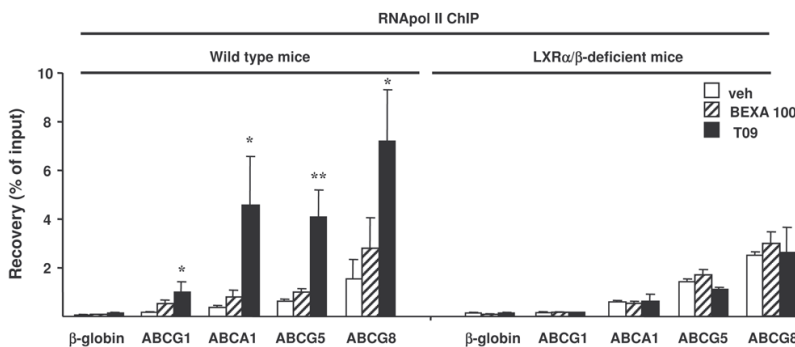 RNApol II ChIP
Wild type mice
LXRα/β-deficient mice
Recovery (% of input)
10
8
6
4
2
*
*
**
*
veh
BEXA 100
T09
β-globin ABCG1 ABCA1 ABCG5 ABCG8
β-globin ABCG1 ABCA1 ABCG5 ABCG8